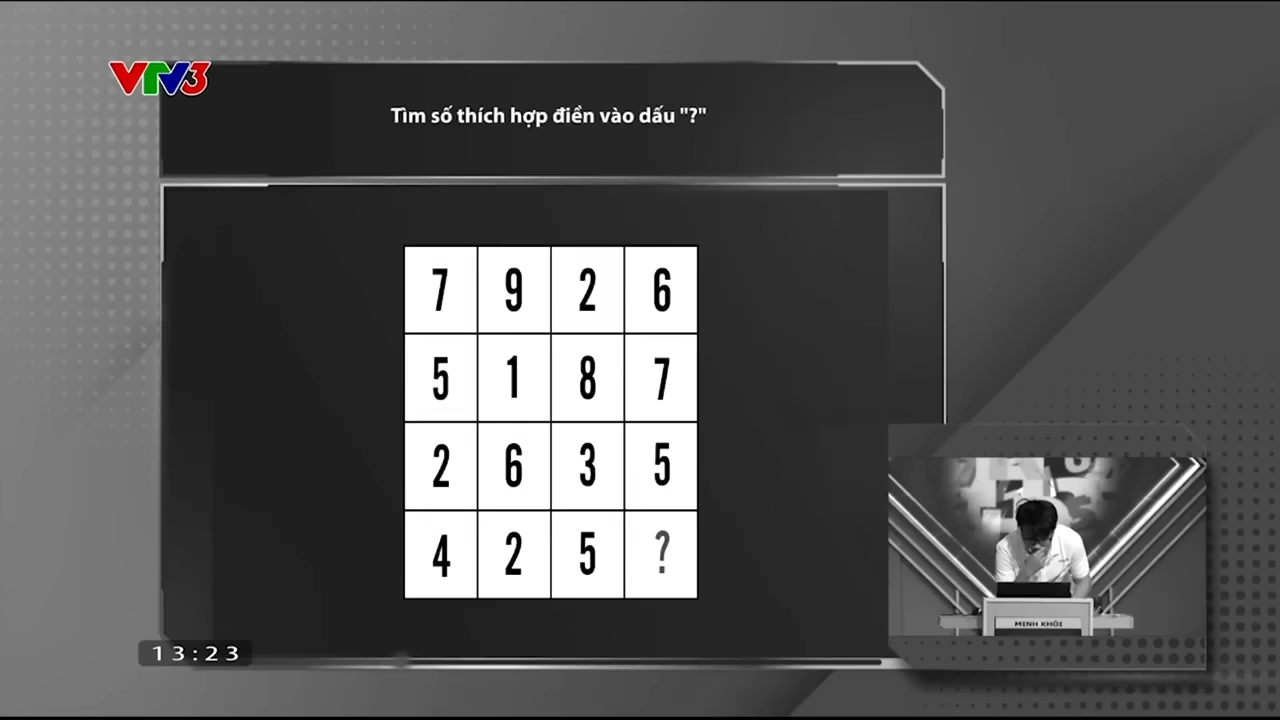 VTV3
Tìm số thích hợp điền vào dấu "?"
7 9 2 6
5 1 8 7
2 6 3 5
4 2 5 ?
MINH KHÔI
13:23